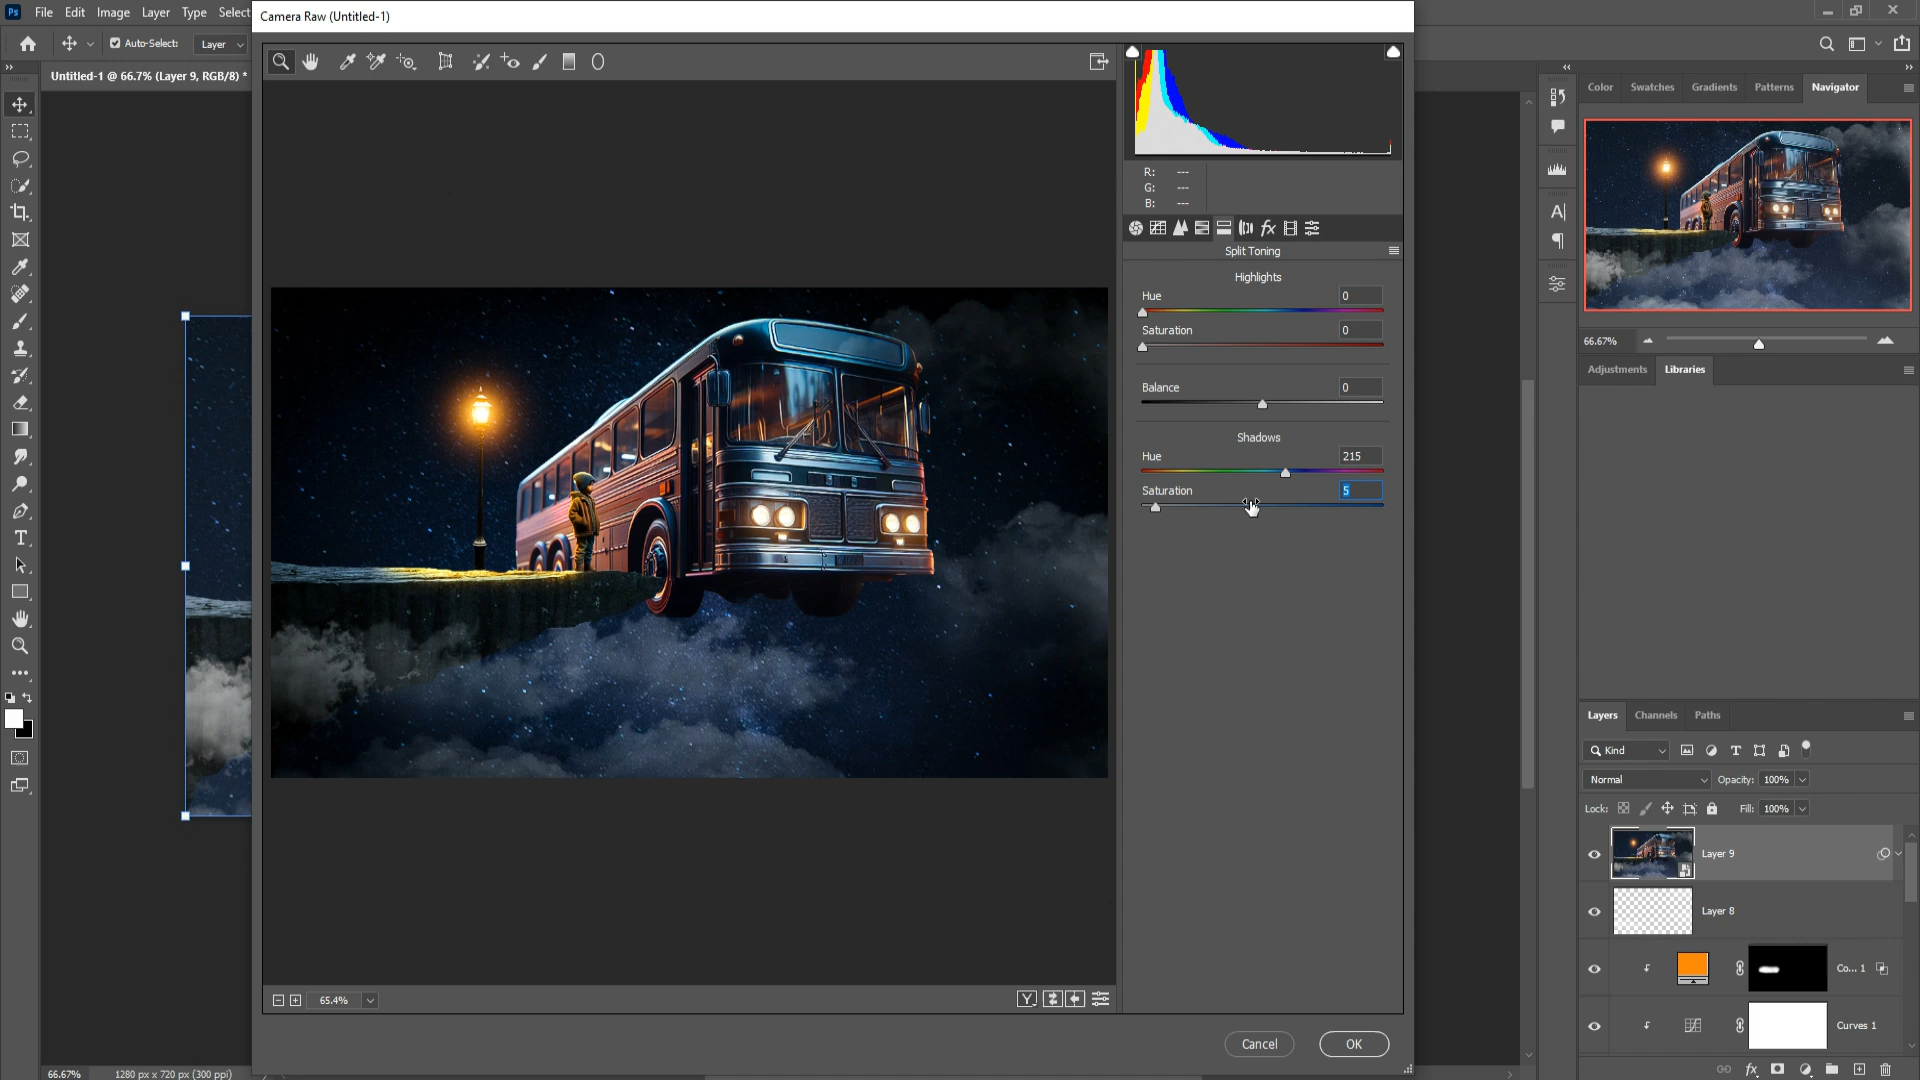 Ps File Edit Image Layer Type Select
Camera Raw (Untitled-1)
Auto-Select: Layer
Untitled-1 @ 66.7% (Layer 9, RGB/8) *
Color Swatches Gradients Patterns Navigator
R: ---
G: ---
B: ---
Split Toning
Highlights
Hue 0
Saturation 0
Balance 0
Shadows
Hue 215
Saturation 5
66.67%
Adjustments Libraries
Layers Channels Paths
Kind
Normal Opacity: 100%
Lock: Fill: 100%
Layer 9
Layer 8
Co... 1
Curves 1
65.4%
Cancel OK
66.67% 1280 px x 720 px (300 ppi)